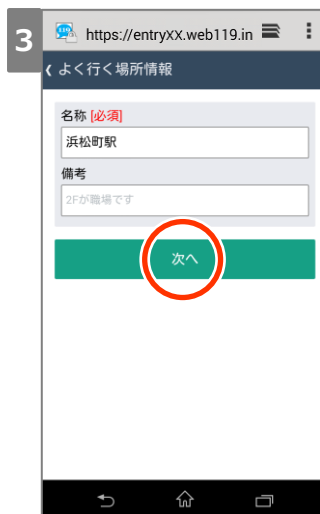 3
119
https://entryXX.web119.in
よく行く場所情報
名称 [必須]
浜松町駅
備考
2Fが職場です
次へ